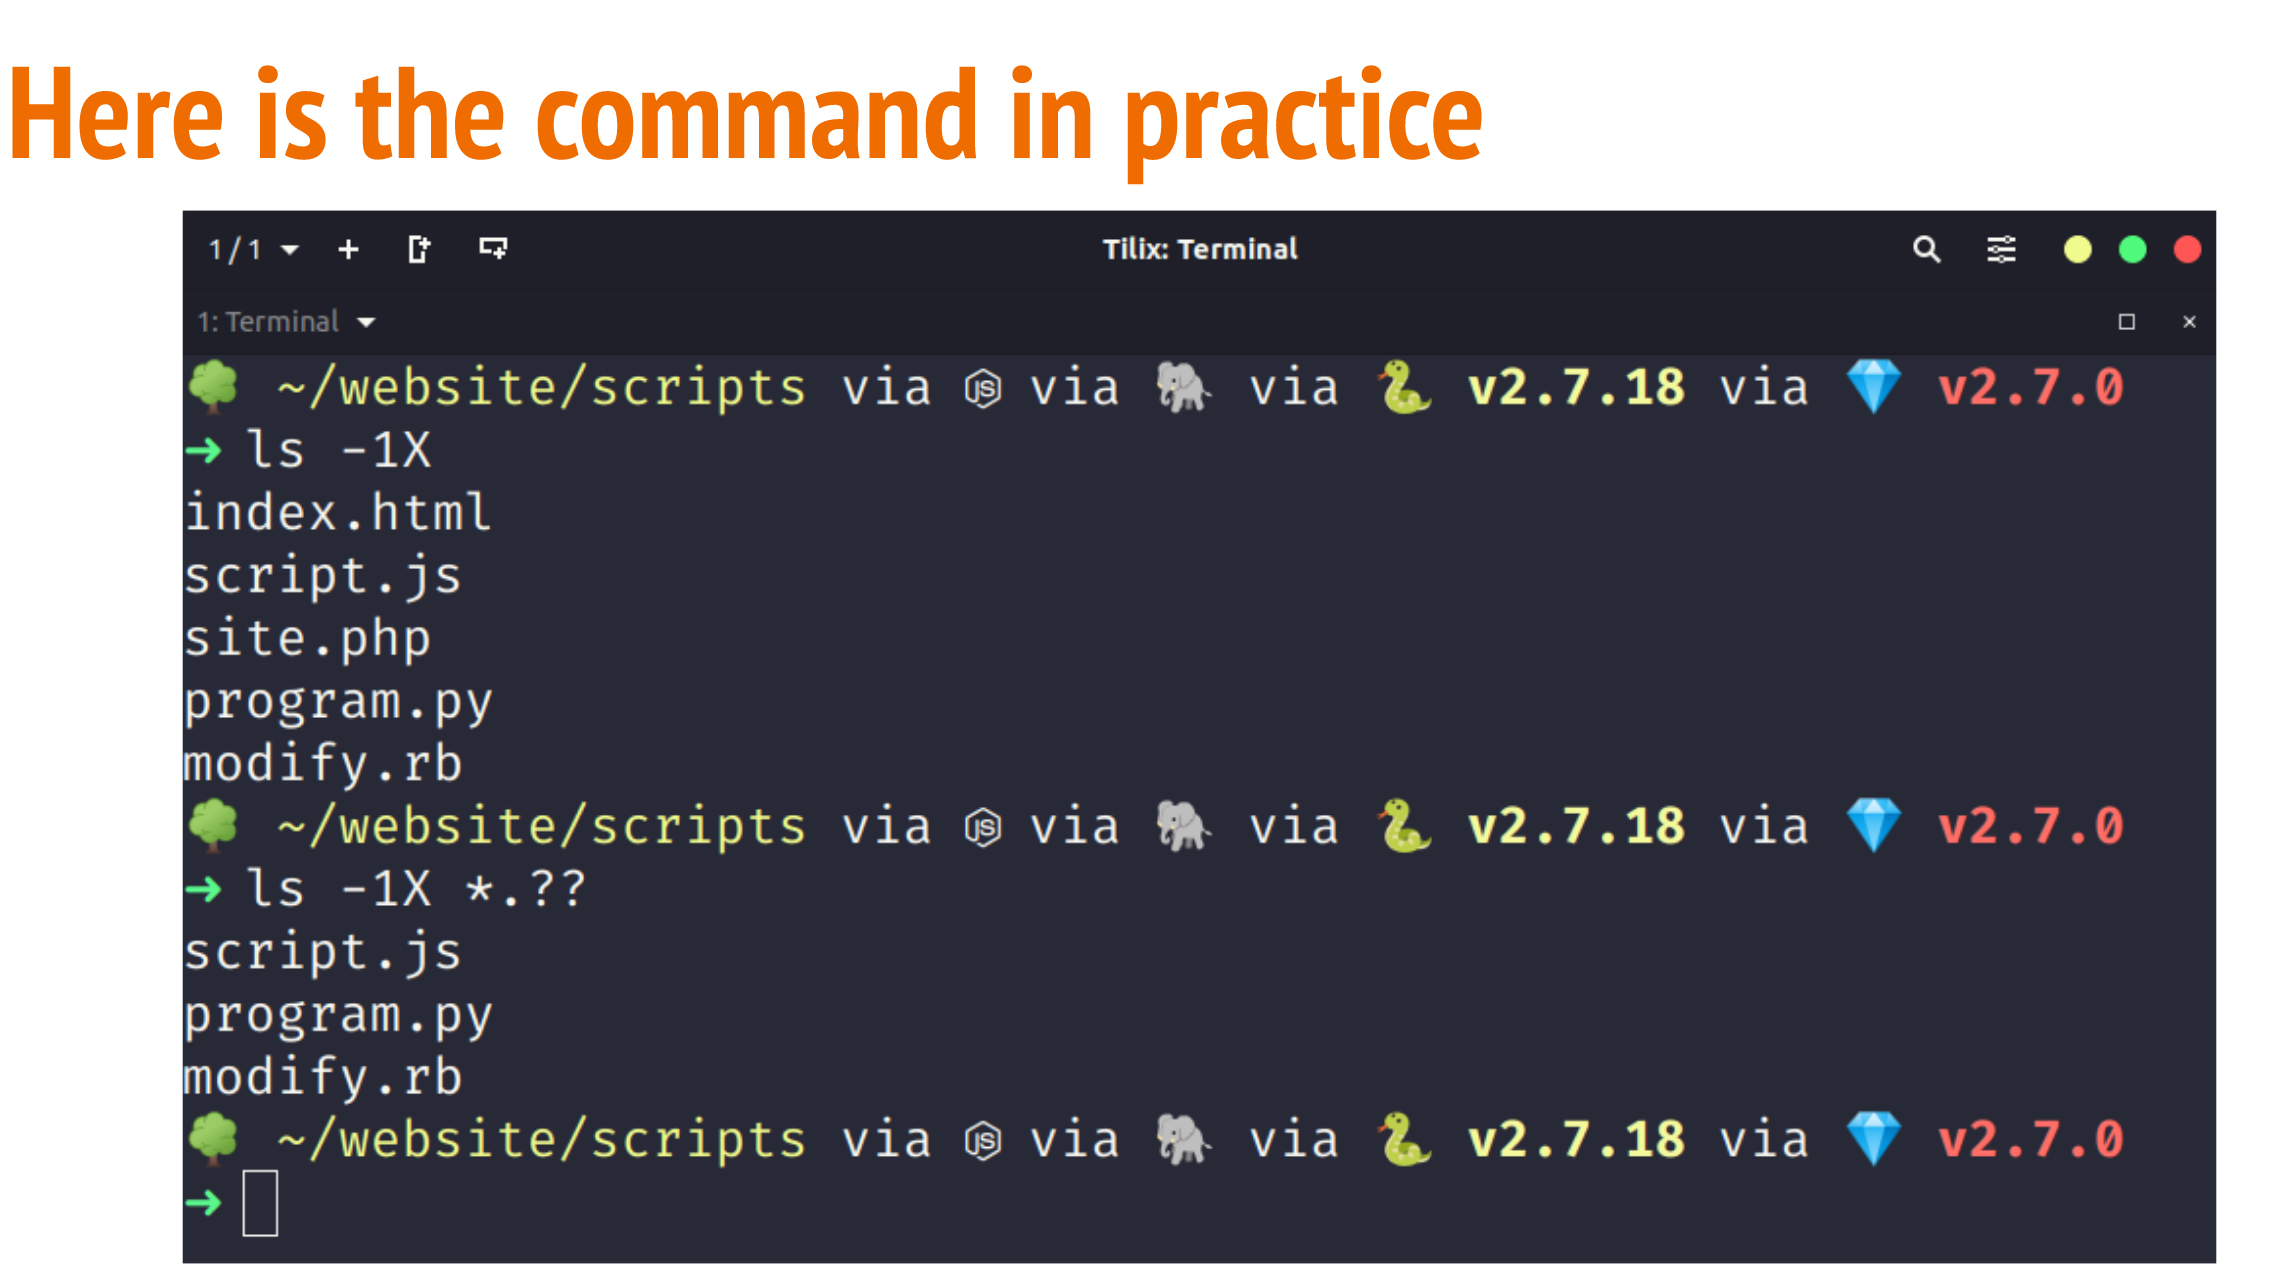 Here is the command in practice
1/1
Tilix: Terminal
1: Terminal
~/website/scripts via JS via via v2.7.18 via v2.7.0
➜ ls -1X
index.html
script.js
site.php
program.py
modify.rb
~/website/scripts via JS via via v2.7.18 via v2.7.0
➜ ls -1X *.??
script.js
program.py
modify.rb
~/website/scripts via JS via via v2.7.18 via v2.7.0
➜